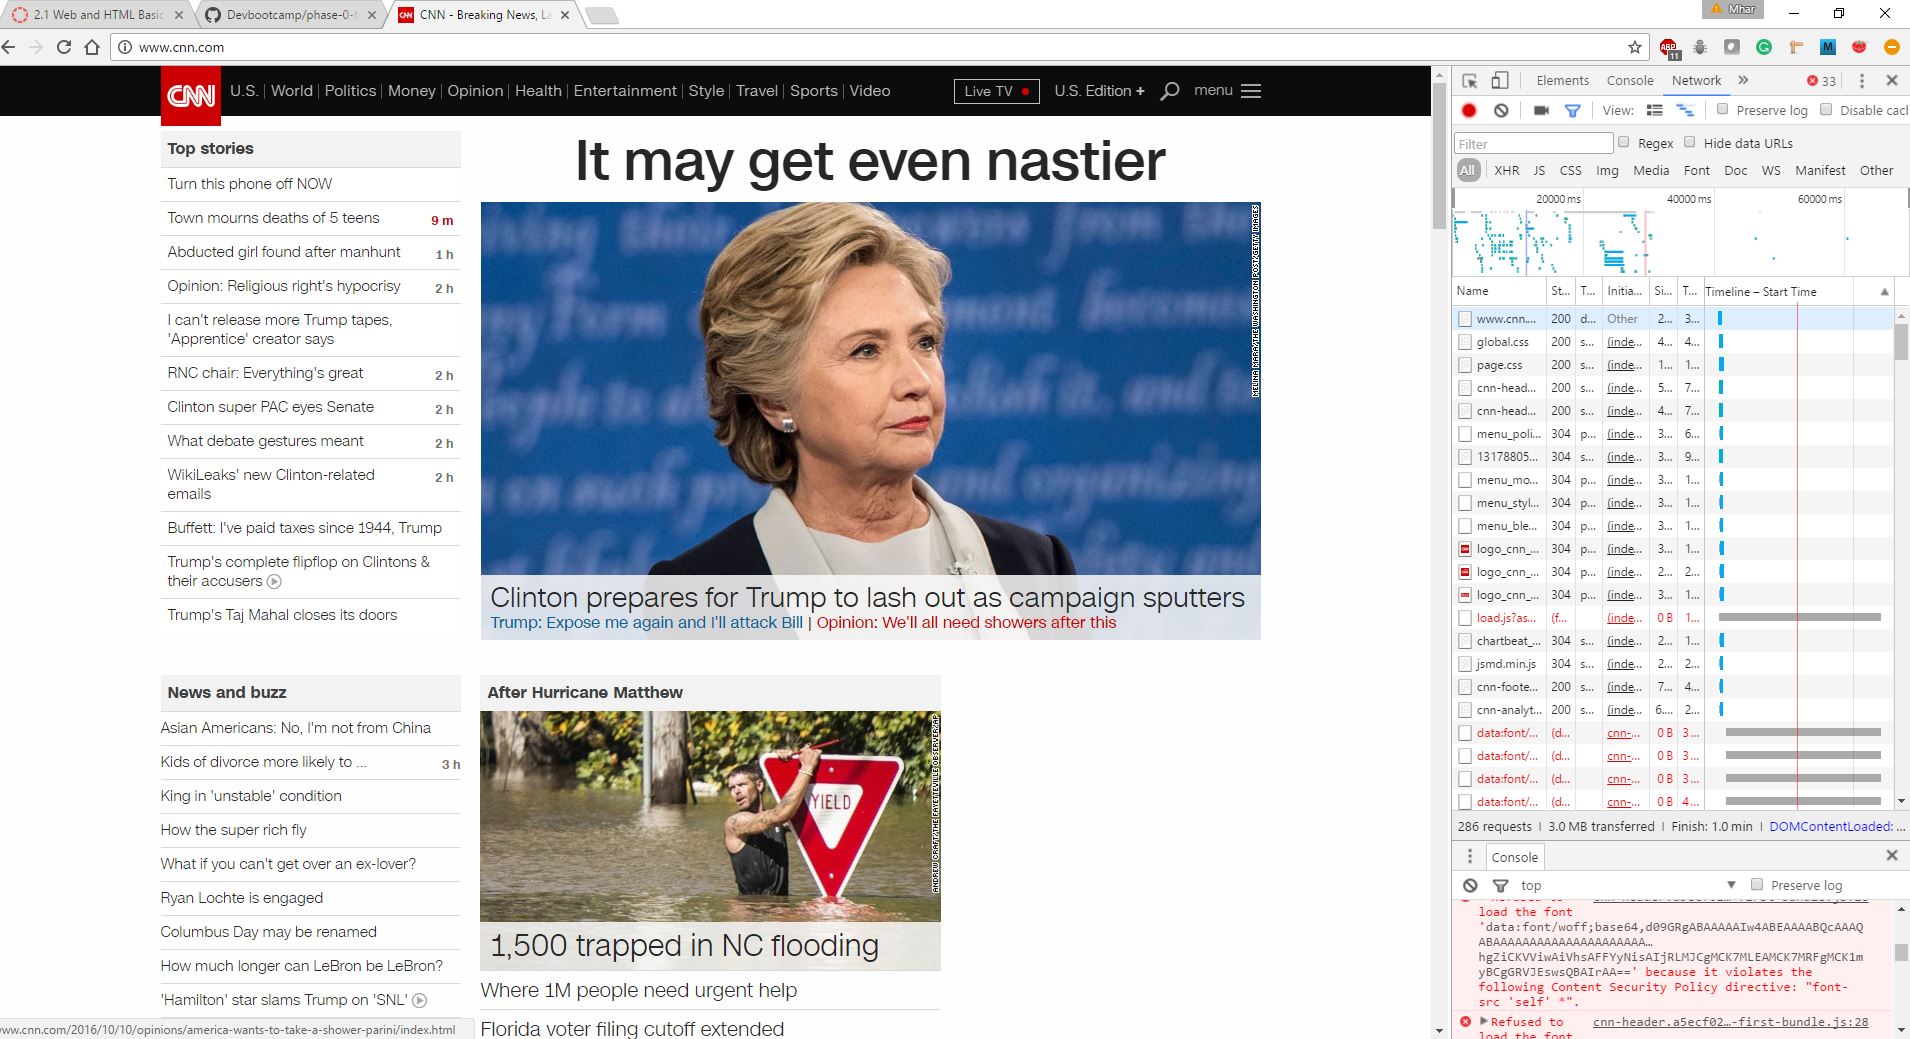 2.1 Web and HTML Basic
Devbootcamp/phase-0-t
CNN - Breaking News, La
Mhar
www.cnn.com
ABP
11
CNN
U.S. | World | Politics | Money | Opinion | Health | Entertainment | Style | Travel | Sports | Video
Live TV
U.S. Edition +
menu
Top stories
Turn this phone off NOW
Town mourns deaths of 5 teens 9 m
Abducted girl found after manhunt 1 h
Opinion: Religious right's hypocrisy 2 h
I can't release more Trump tapes,
'Apprentice' creator says
RNC chair: Everything's great 2 h
Clinton super PAC eyes Senate 2 h
What debate gestures meant 2 h
WikiLeaks' new Clinton-related 2 h
emails
Buffett: I've paid taxes since 1944, Trump
Trump's complete flipflop on Clintons &
their accusers
Trump's Taj Mahal closes its doors
It may get even nastier
MELINA MARA/THE WASHINGTON POST/GETTY IMAGES
Clinton prepares for Trump to lash out as campaign sputters
Trump: Expose me again and I'll attack Bill | Opinion: We'll all need showers after this
News and buzz
Asian Americans: No, I'm not from China
Kids of divorce more likely to ... 3 h
King in 'unstable' condition
How the super rich fly
What if you can't get over an ex-lover?
Ryan Lochte is engaged
Columbus Day may be renamed
How much longer can LeBron be LeBron?
'Hamilton' star slams Trump on 'SNL'
www.cnn.com/2016/10/10/opinions/america-wants-to-take-a-shower-parini/index.html
After Hurricane Matthew
YIELD
ANDREW CRAFT/THE FAYETTEVILLE OBSERVER/AP
1,500 trapped in NC flooding
Where 1M people need urgent help
Florida voter filing cutoff extended
Elements Console Network » 33
View: Preserve log Disable cach
Filter Regex Hide data URLs
All XHR JS CSS Img Media Font Doc WS Manifest Other
20000 ms 40000 ms 60000 ms
Name St... T... Initia... Si... T... Timeline – Start Time
www.cnn.... 200 d... Other 2... 3...
global.css 200 s... (inde... 4... 4...
page.css 200 s... (inde... 1... 1...
cnn-head... 200 s... (inde... 5... 7...
cnn-head... 200 s... (inde... 4... 7...
menu_poli... 304 p... (inde... 3... 6...
13178805... 304 s... (inde... 3... 9...
menu_mo... 304 p... (inde... 3... 1...
menu_styl... 304 p... (inde... 3... 1...
menu_ble... 304 p... (inde... 3... 1...
logo_cnn_... 304 p... (inde... 3... 1...
logo_cnn_... 304 p... (inde... 2... 2...
logo_cnn_... 304 p... (inde... 3... 1...
load.js?as... (f... (inde... 0 B 1...
chartbeat_... 304 s... (inde... 2... 1...
jsmd.min.js 304 s... (inde... 2... 2...
cnn-foote... 200 s... (inde... 7... 4...
cnn-analyt... 200 s... (inde... 6.... 2...
data:font/... (d... cnn-... 0 B 3...
data:font/... (d... cnn-... 0 B 3...
data:font/... (d... cnn-... 0 B 3...
data:font/... (d... cnn-... 0 B 4...
286 requests | 3.0 MB transferred | Finish: 1.0 min | DOMContentLoaded: ...
Console
top Preserve log
load the font
'data:font/woff;base64,d09GRgABAAAAAIw4ABEAAAABQcAAAQ
ABAAAAAAAAAAAAAAAAAAAAA…
hgZiCKVViwAiVhsAFFYyNisAIjRLMJCgMCK7MLEAMCK7MRFgMCK1m
yBCgGRVJEswsQBAIrAA==' because it violates the
following Content Security Policy directive: "font-
src 'self' *".
Refused to cnn-header.a5ecf02…-first-bundle.js:28
load the font